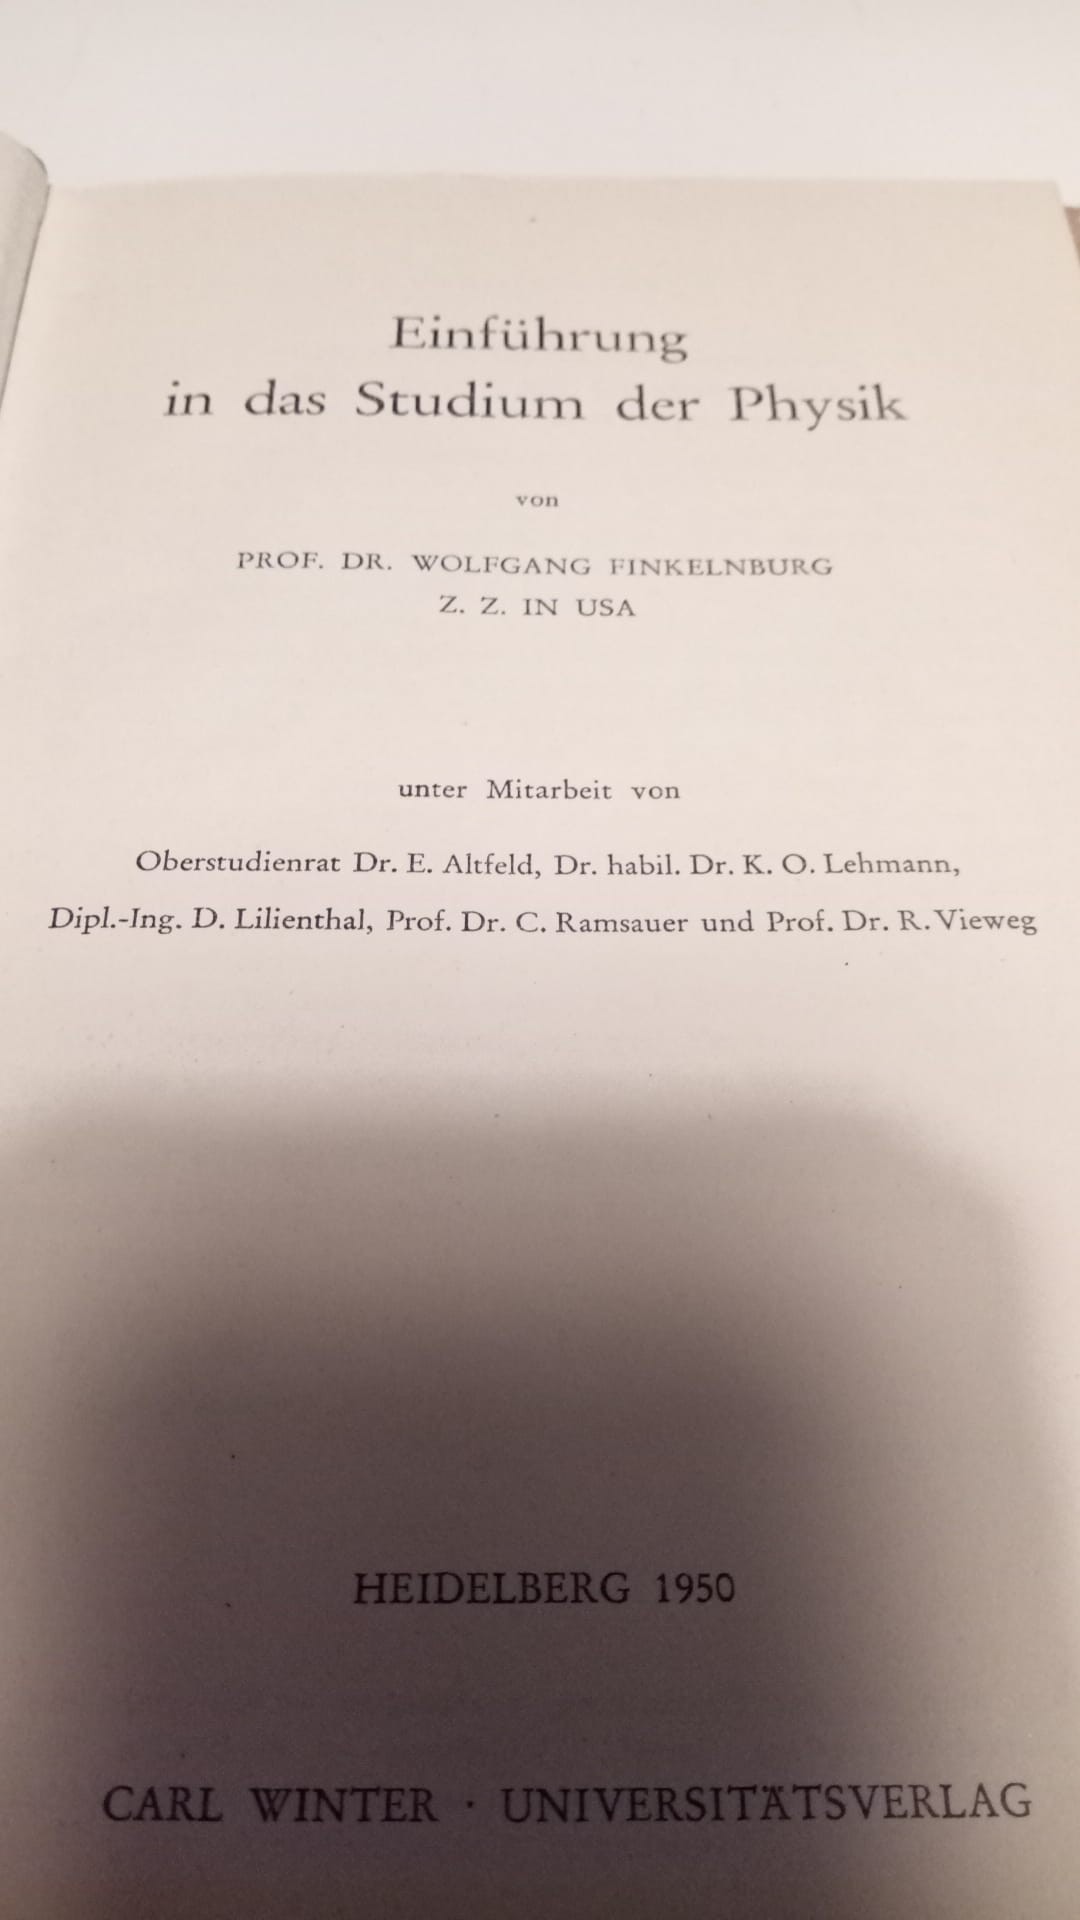 Einführung
in das Studium der Physik
von
PROF. DR. WOLFGANG FINKELNBURG
Z. Z. IN USA
unter Mitarbeit von
Oberstudienrat Dr. E. Altfeld, Dr. habil. Dr. K. O. Lehmann,
Dipl.-Ing. D. Lilienthal, Prof. Dr. C. Ramsauer und Prof. Dr. R. Vieweg
HEIDELBERG 1950
CARL WINTER · UNIVERSITÄTSVERLAG